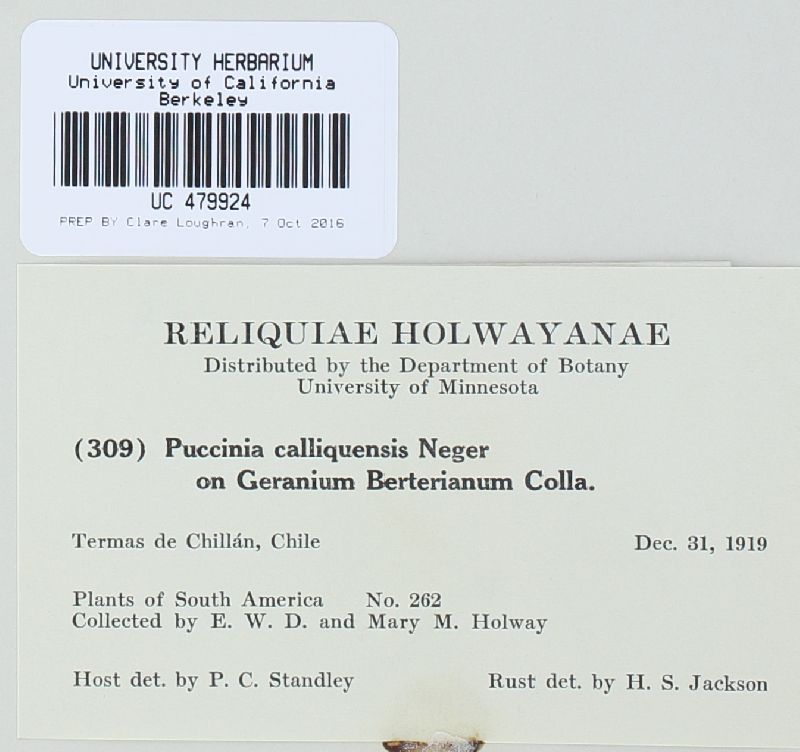 UNIVERSITY HERBARIUM
University of California
Berkeley
UC 479924
PREP BY Clare Loughran, 7 Oct 2016
RELIQUIAE HOLWAYANAE
Distributed by the Department of Botany
University of Minnesota
(309) Puccinia calliquensis Neger
on Geranium Berterianum Colla.
Termas de Chillán, Chile Dec. 31, 1919
Plants of South America No. 262
Collected by E. W. D. and Mary M. Holway
Host det. by P. C. Standley Rust det. by H. S. Jackson